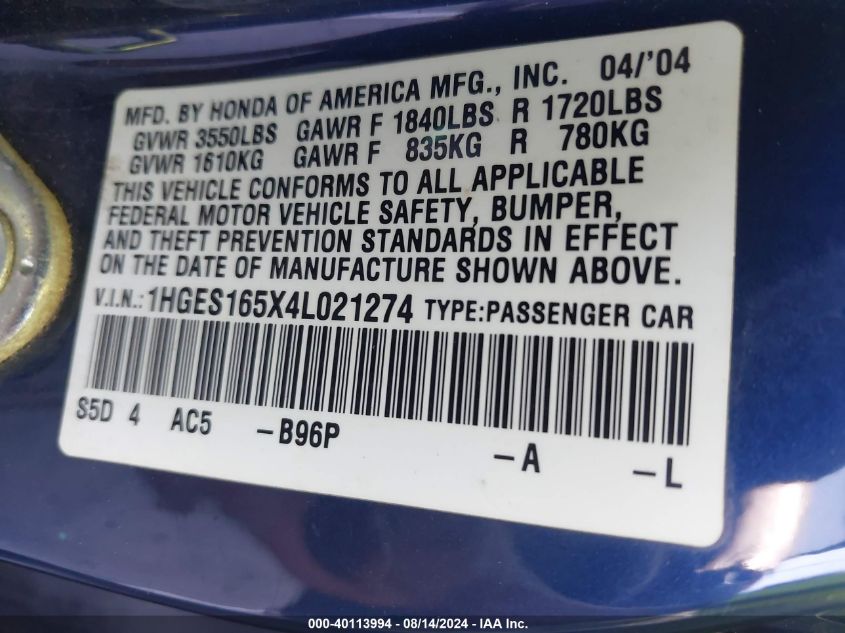 MFD. BY HONDA OF AMERICA MFG., INC. 04/'04
GVWR 3550LBS GAWR F 1840LBS R 1720LBS
GVWR 1610KG GAWR F 835KG R 780KG
THIS VEHICLE CONFORMS TO ALL APPLICABLE
FEDERAL MOTOR VEHICLE SAFETY, BUMPER,
AND THEFT PREVENTION STANDARDS IN EFFECT
ON THE DATE OF MANUFACTURE SHOWN ABOVE.
V.I.N.:1HGES165X4L021274 TYPE:PASSENGER CAR
S5D 4 AC5 -B96P -A -L
000-40113994 - 08/14/2024 - IAA Inc.